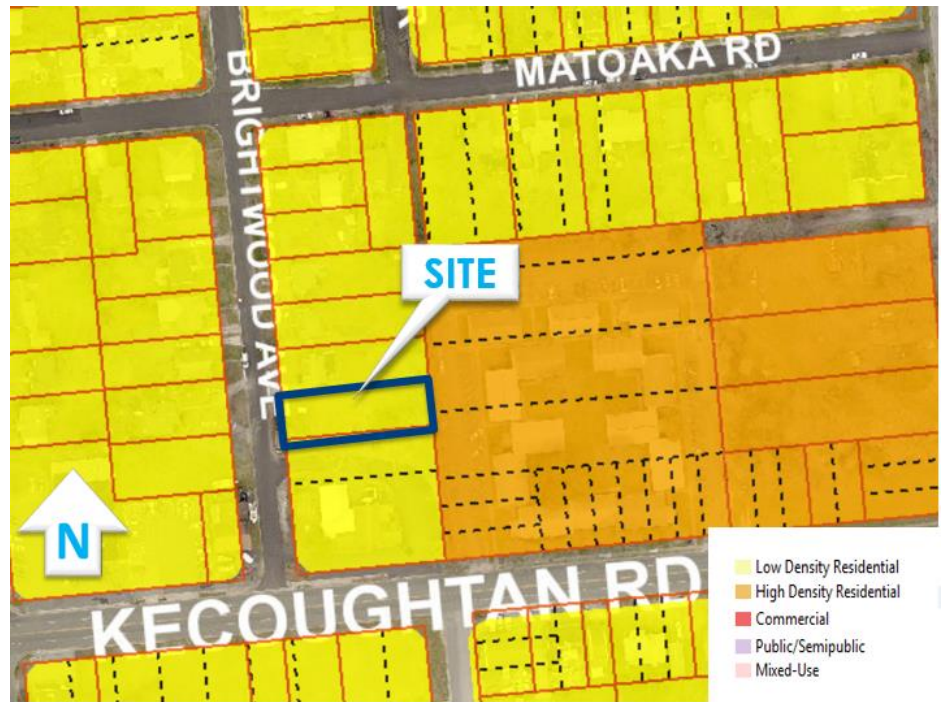 MATOAKA RD
BRIGHTWOOD AVE
SITE
N
KECOUGHTAN RD
Low Density Residential
High Density Residential
Commercial
Public/Semipublic
Mixed-Use